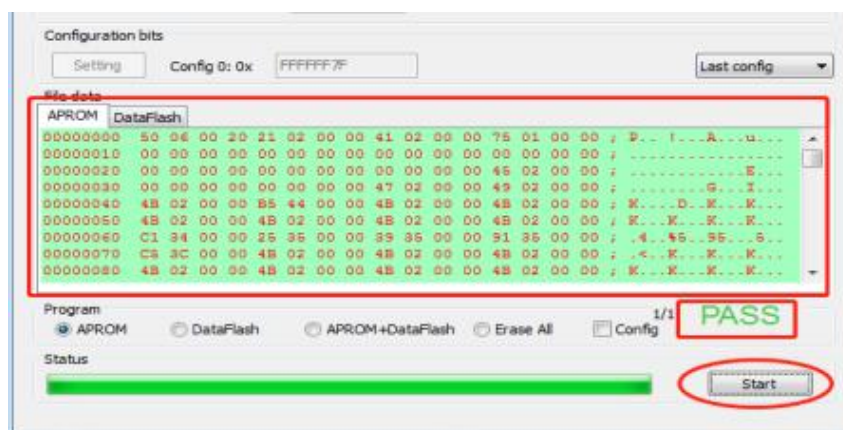 Configuration bits
Setting Config 0: 0x FFFFFF7F Last config
File data
APROM DataFlash
00000000 50 06 00 20 21 02 00 00 41 02 00 00 75 01 00 00 ; P.. !...A...u...
00000010 00 00 00 00 00 00 00 00 00 00 00 00 00 00 00 00 ; ................
00000020 00 00 00 00 00 00 00 00 00 00 00 00 45 02 00 00 ; ............E...
00000030 00 00 00 00 00 00 00 00 47 02 00 00 49 02 00 00 ; ........G...I...
00000040 4B 02 00 00 B5 44 00 00 4B 02 00 00 4B 02 00 00 ; K....D..K...K...
00000050 4B 02 00 00 4B 02 00 00 4B 02 00 00 4B 02 00 00 ; K...K...K...K...
00000060 C1 34 00 00 25 35 00 00 39 35 00 00 91 35 00 00 ; .4..%5..95...5..
00000070 C3 3C 00 00 4B 02 00 00 4B 02 00 00 4B 02 00 00 ; .<..K...K...K...
00000080 4B 02 00 00 4B 02 00 00 4B 02 00 00 4B 02 00 00 ; K...K...K...K...
Program
APROM DataFlash APROM+DataFlash Erase All Config 1/1 PASS
Status
Start